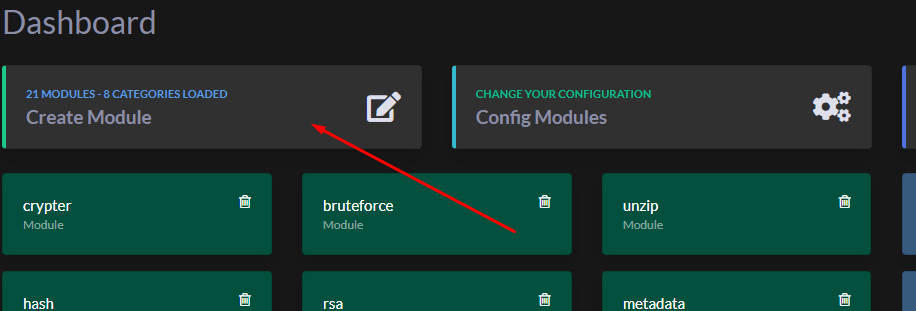 Dashboard
21 MODULES - 8 CATEGORIES LOADED
Create Module
CHANGE YOUR CONFIGURATION
Config Modules
crypter
Module
bruteforce
Module
unzip
Module
hash
rsa
metadata